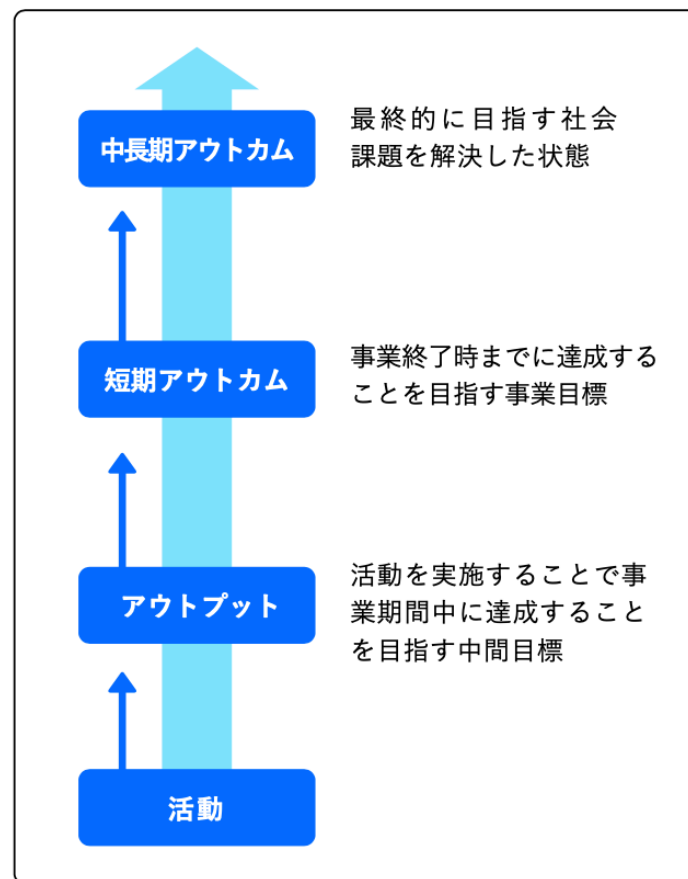 中長期アウトカム
最終的に目指す社会
課題を解決した状態
短期アウトカム
事業終了時までに達成する
ことを目指す事業目標
アウトプット
活動を実施することで事
業期間中に達成すること
を目指す中間目標
活動